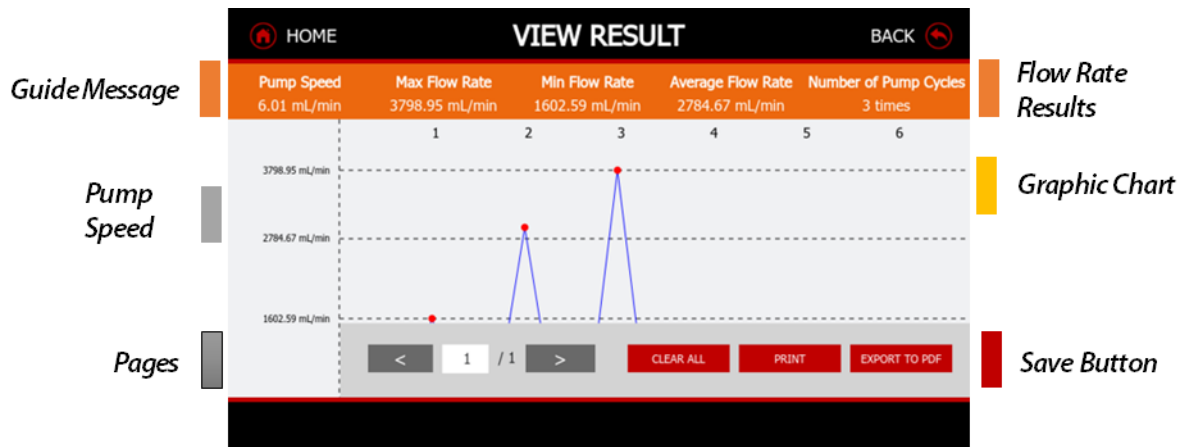 HOME
VIEW RESULT
BACK
Guide Message
Pump Speed
Max Flow Rate
Min Flow Rate
Average Flow Rate
Number of Pump Cycles
6.01 mL/min
3798.95 mL/min
1602.59 mL/min
2784.67 mL/min
3 times
Flow Rate
Results
1 2 3 4 5 6
3798.95 mL/min
Pump
Speed
Graphic Chart
2784.67 mL/min
1602.59 mL/min
Pages
< 1 / 1 >
CLEAR ALL
PRINT
EXPORT TO PDF
Save Button